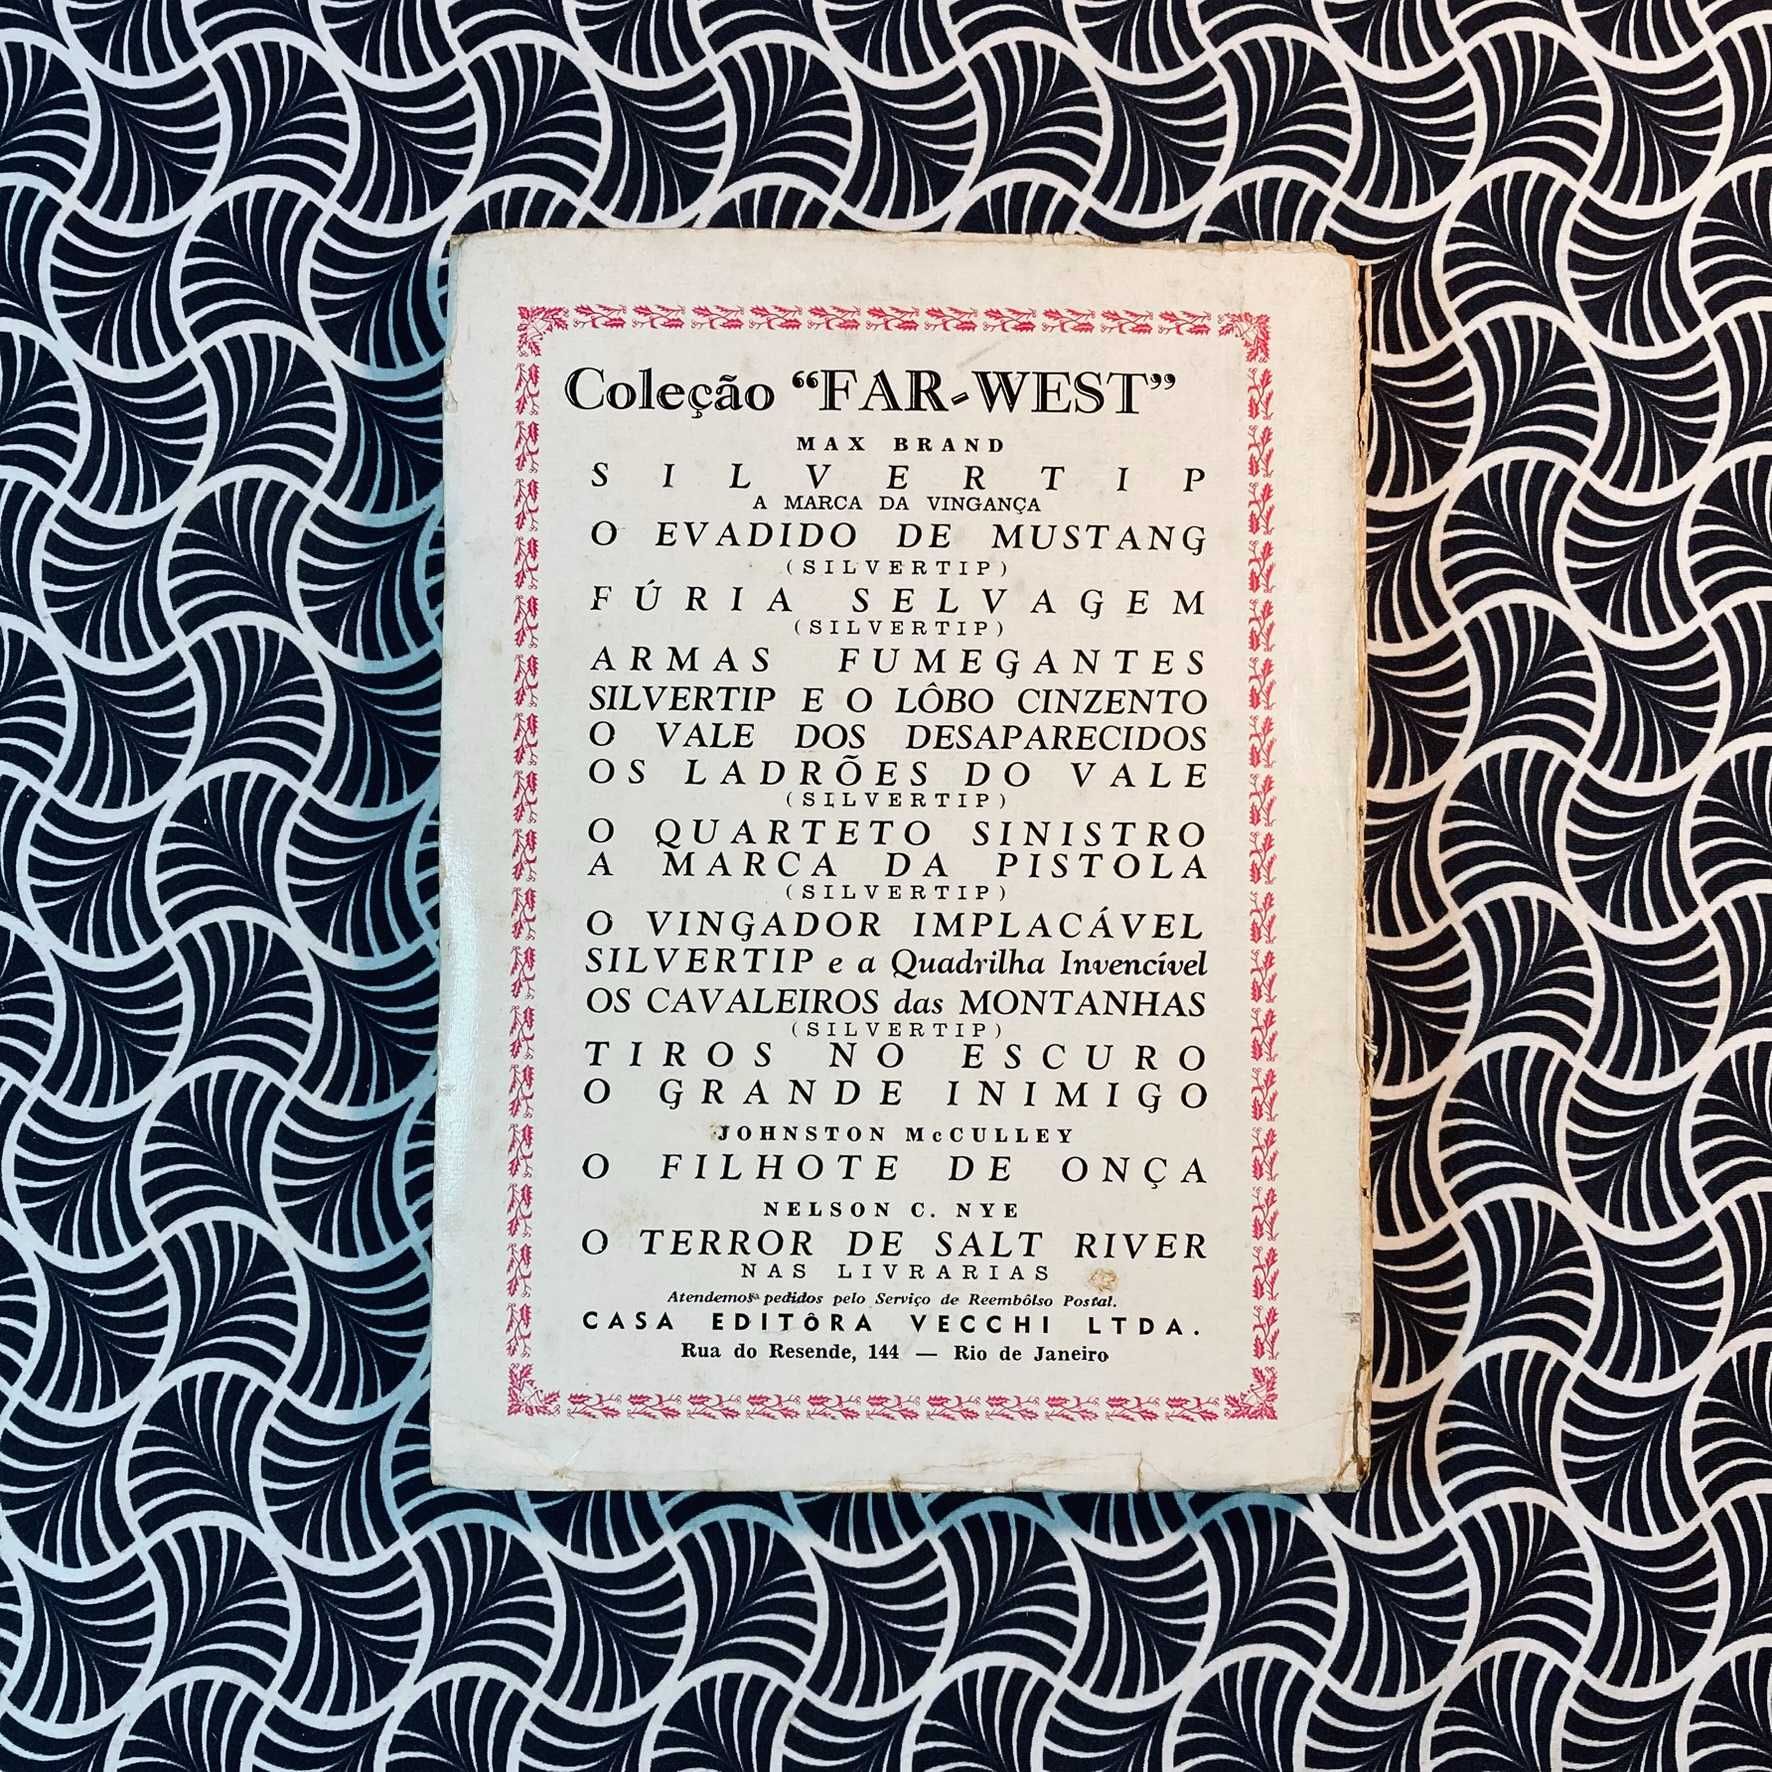 Coleção “FAR-WEST”
MAX BRAND
SILVERTIP
A MARCA DA VINGANÇA
O EVADIDO DE MUSTANG
(SILVERTIP)
FÚRIA SELVAGEM
(SILVERTIP)
ARMAS FUMEGANTES
SILVERTIP E O LÔBO CINZENTO
O VALE DOS DESAPARECIDOS
OS LADRÕES DO VALE
(SILVERTIP)
O QUARTETO SINISTRO
A MARCA DA PISTOLA
(SILVERTIP)
O VINGADOR IMPLACÁVEL
SILVERTIP e a Quadrilha Invencível
OS CAVALEIROS das MONTANHAS
(SILVERTIP)
TIROS NO ESCURO
O GRANDE INIMIGO
JOHNSTON McCULLEY
O FILHOTE DE ONÇA
NELSON C. NYE
O TERROR DE SALT RIVER
NAS LIVRARIAS
Atendemos pedidos pelo Serviço de Reembôlso Postal.
CASA EDITÔRA VECCHI LTDA.
Rua do Resende, 144 — Rio de Janeiro